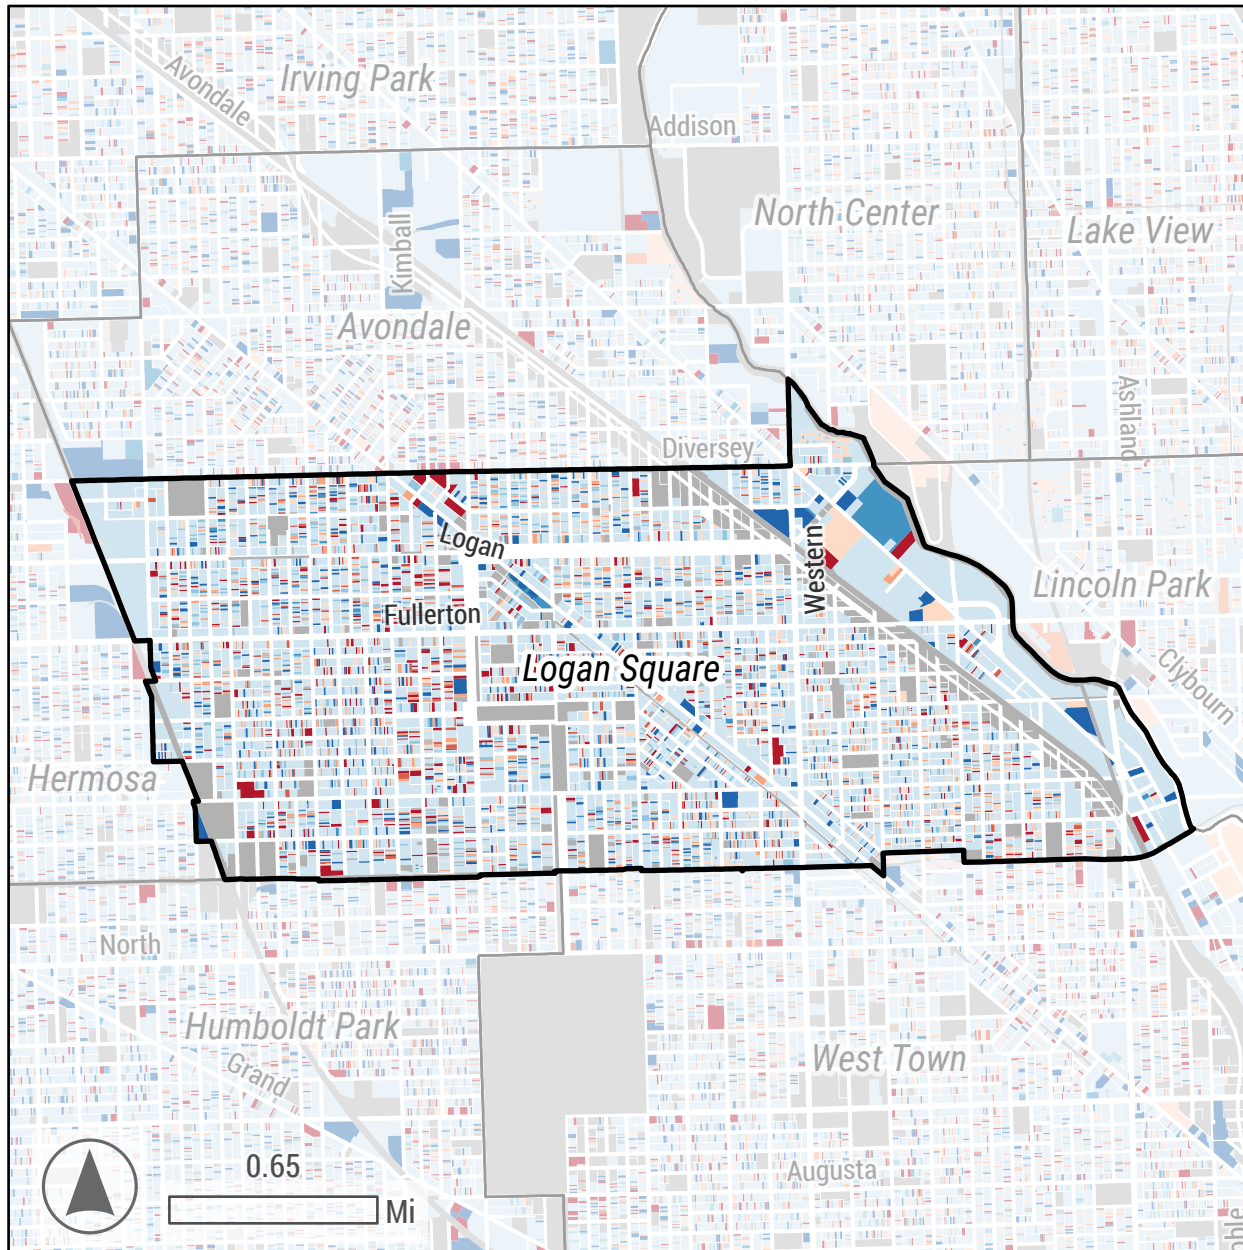 Avondale
Irving Park
Addison
North Center
Lake View
Kimball
Avondale
Ashland
Diversey
Logan
Western
Fullerton
Lincoln Park
Logan Square
Clybourn
Hermosa
North
Humboldt Park
Grand
West Town
Augusta
0.65
Mi